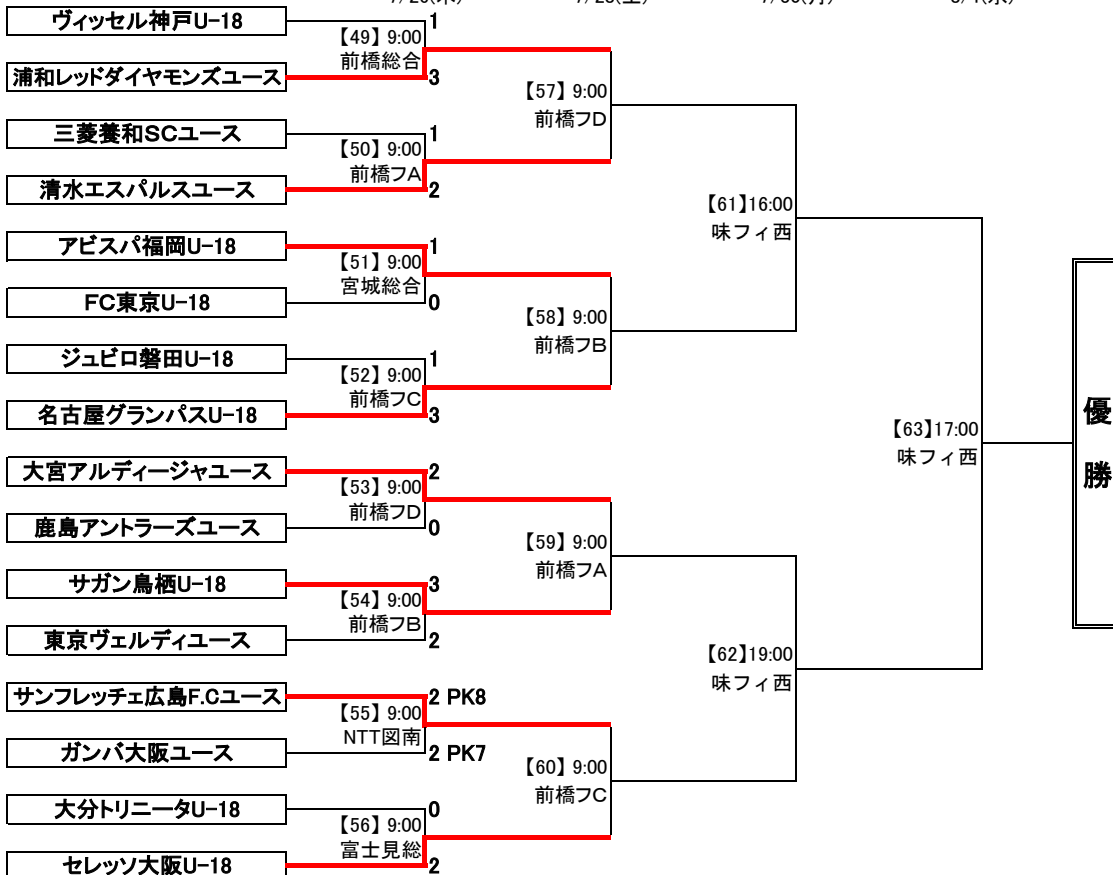 ヴィッセル神戸U-18
1
【49】 9:00
前橋総合
浦和レッドダイヤモンズユース
3
【57】 9:00
前橋フD
三菱養和SCユース
1
【50】 9:00
前橋フA
清水エスパルスユース
2
【61】16:00
味フィ西
アビスパ福岡U-18
1
【51】 9:00
宮城総合
FC東京U-18
0
【58】 9:00
前橋フB
ジュビロ磐田U-18
1
【52】 9:00
前橋フC
名古屋グランパスU-18
3
【63】17:00
味フィ西
優
勝
大宮アルディージャユース
2
【53】 9:00
前橋フD
鹿島アントラーズユース
0
【59】 9:00
前橋フA
サガン鳥栖U-18
3
【54】 9:00
前橋フB
東京ヴェルディユース
2
【62】19:00
味フィ西
サンフレッチェ広島F.Cユース
2 PK8
【55】 9:00
NTT図南
ガンバ大阪ユース
2 PK7
【60】 9:00
前橋フC
大分トリニータU-18
0
【56】 9:00
富士見総
セレッソ大阪U-18
2